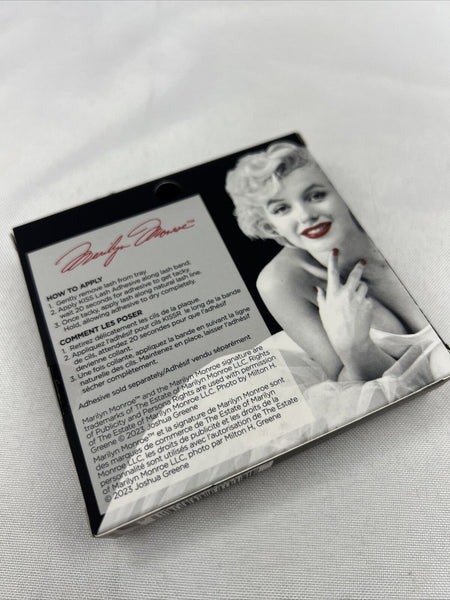 Marilyn Monroe™
HOW TO APPLY
1. Gently remove lash from tray.
2. Apply KISS Lash Adhesive along lash band;
wait 20 seconds for adhesive to get tacky.
3. Once tacky, apply lash along natural lash line.
Hold, allowing adhesive to dry completely.
COMMENT LES POSER
1. Retirez délicatement les cils de la plaque.
2. Appliquez l'adhésif pour cils KISSR le long de la bande
de cils, attendez 20 secondes pour que l'adhésif
devienne collant.
3. Une fois collante, appliquez la bande en suivant la ligne
naturelle des cils. Maintenez en place, laisser l'adhésif
sécher complètement.
Adhesive sold separately/Adhésif vendu séparément
Marilyn Monroe™ and the Marilyn Monroe signature are
trademarks of The Estate of Marilyn Monroe LLC. Rights
of Publicity and Persona Rights are used with permission
of The Estate of Marilyn Monroe LLC. Photo by Milton H.
Greene © 2023 Joshua Greene
Marilyn Monroe™ et la signature de Marilyn Monroe sont
des marques de commerce de The Estate of Marilyn
Monroe LLC. les droits de publicité et les droits de la
personnalité sont utilisés avec l'autorisation de The Estate
of Marilyn Monroe LLC. photo par Milton H, Greene
© 2023 Joshua Greene